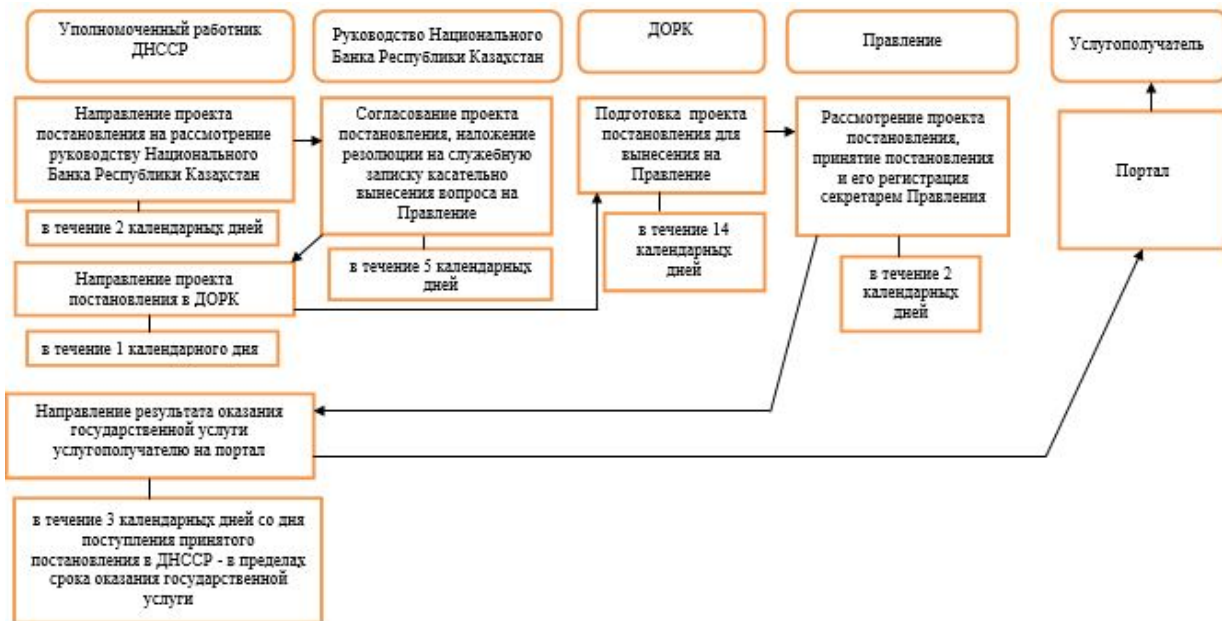 Уполномоченный работник
ДНССР
Руководство Национального
Банка Республики Казахстан
ДОРК
Правление
Услугополучатель
Направление проекта
постановления на рассмотрение
руководству Национального
Банка Республики Казахстан
Согласование проекта
постановления, наложение
резолюции на служебную
записку касательно
вынесения вопроса на
Правление
Подготовка проекта
постановления для
вынесения на
Правление
Рассмотрение проекта
постановления,
принятие постановления
и его регистрация
секретарем Правления
Портал
в течение 2 календарных дней
в течение 5 календарных
дней
в течение 14
календарных
дней
в течение 2
календарных
дней
Направление проекта
постановления в ДОРК
в течение 1 календарного дня
Направление результата оказания
государственной услуги
услугополучателю на портал
в течение 3 календарных дней со дня
поступления принятого
постановления в ДНССР - в пределах
срока оказания государственной
услуги